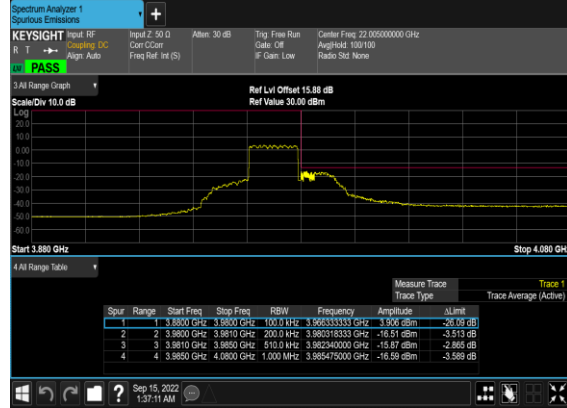 Spectrum Analyzer 1
Spurious Emissions
KEYSIGHT Input: RF
R T Coupling: DC
Align: Auto
Input Z: 50 Ω
Corr CCorr
Freq Ref: Int (S)
Atten: 30 dB
Trig: Free Run
Gate: Off
IF Gain: Low
Center Freq: 22.005000000 GHz
Avg|Hold: 100/100
Radio Std: None
PASS
3 All Range Graph
Scale/Div 10.0 dB
Ref Lvl Offset 15.88 dB
Ref Value 30.00 dBm
Log
20.0
10.0
0.00
-10.0
-20.0
-30.0
-40.0
-50.0
-60.0
Start 3.880 GHz Stop 4.080 GHz
4 All Range Table
Measure Trace Trace 1
Trace Type Trace Average (Active)
Spur Range Start Freq Stop Freq RBW Frequency Amplitude ΔLimit
1 1 3.8800 GHz 3.9800 GHz 100.0 kHz 3.966333333 GHz 3.906 dBm -26.09 dB
2 2 3.9800 GHz 3.9810 GHz 200.0 kHz 3.980318333 GHz -16.51 dBm -3.513 dB
3 3 3.9810 GHz 3.9850 GHz 510.0 kHz 3.982340000 GHz -15.87 dBm -2.865 dB
4 4 3.9850 GHz 4.0800 GHz 1.000 MHz 3.985475000 GHz -16.59 dBm -3.589 dB
Sep 15, 2022
1:37:11 AM